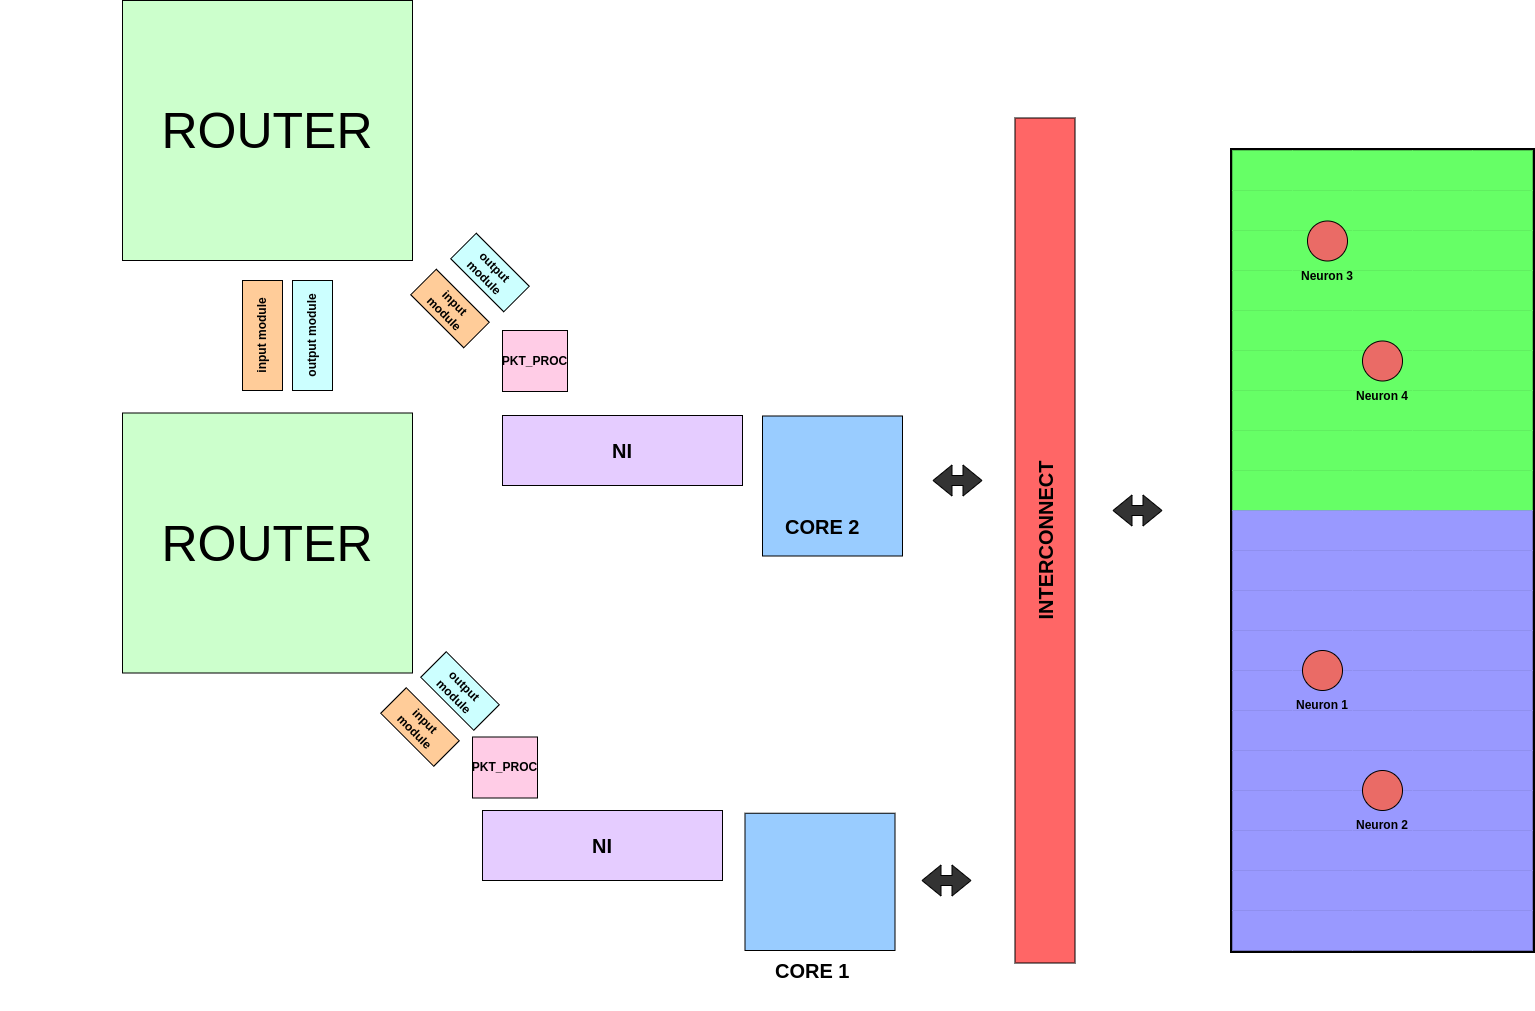 ROUTER
output
module
input
module
input module
output module
PKT_PROC
NI
CORE 2
ROUTER
output
module
input
module
PKT_PROC
NI
CORE 1
INTERCONNECT
Neuron 3
Neuron 4
Neuron 1
Neuron 2